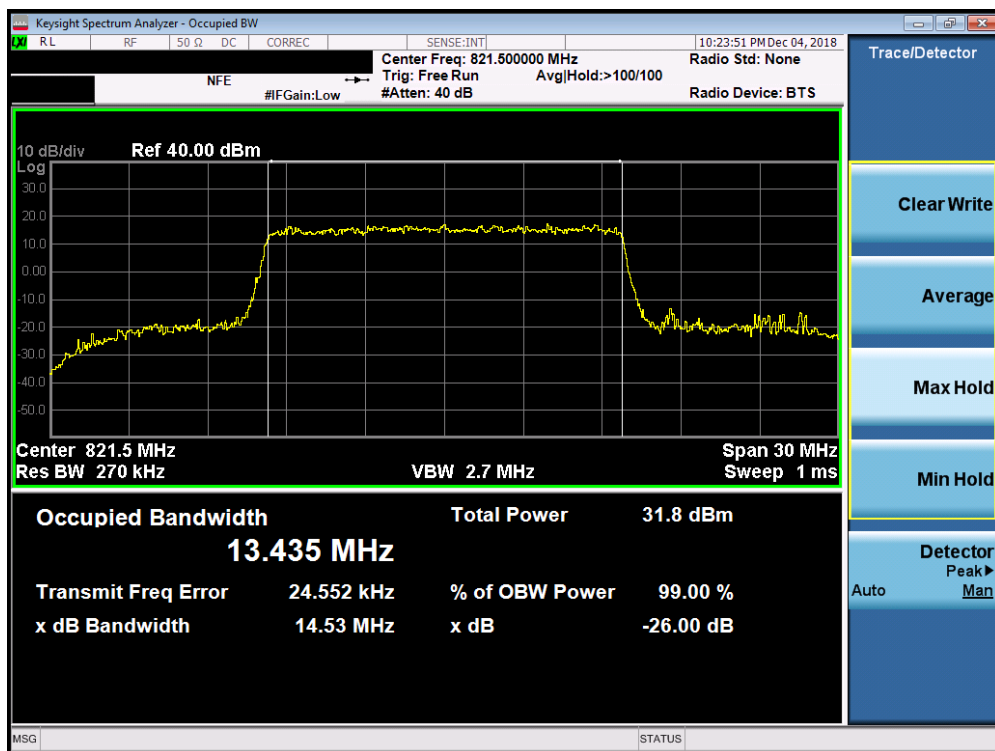 Keysight Spectrum Analyzer - Occupied BW
LXI RL RF 50 Ω DC CORREC SENSE:INT 10:23:51 PM Dec 04, 2018
Center Freq: 821.500000 MHz Radio Std: None
NFE Trig: Free Run Avg|Hold:>100/100
#IFGain:Low #Atten: 40 dB Radio Device: BTS
Trace/Detector
10 dB/div Ref 40.00 dBm
Log
30.0
20.0
10.0
0.00
-10.0
-20.0
-30.0
-40.0
-50.0
Center 821.5 MHz Span 30 MHz
Res BW 270 kHz VBW 2.7 MHz Sweep 1 ms
Occupied Bandwidth Total Power 31.8 dBm
13.435 MHz
Transmit Freq Error 24.552 kHz % of OBW Power 99.00 %
x dB Bandwidth 14.53 MHz x dB -26.00 dB
Clear Write
Average
Max Hold
Min Hold
Detector
Peak▶
Auto Man
MSG STATUS